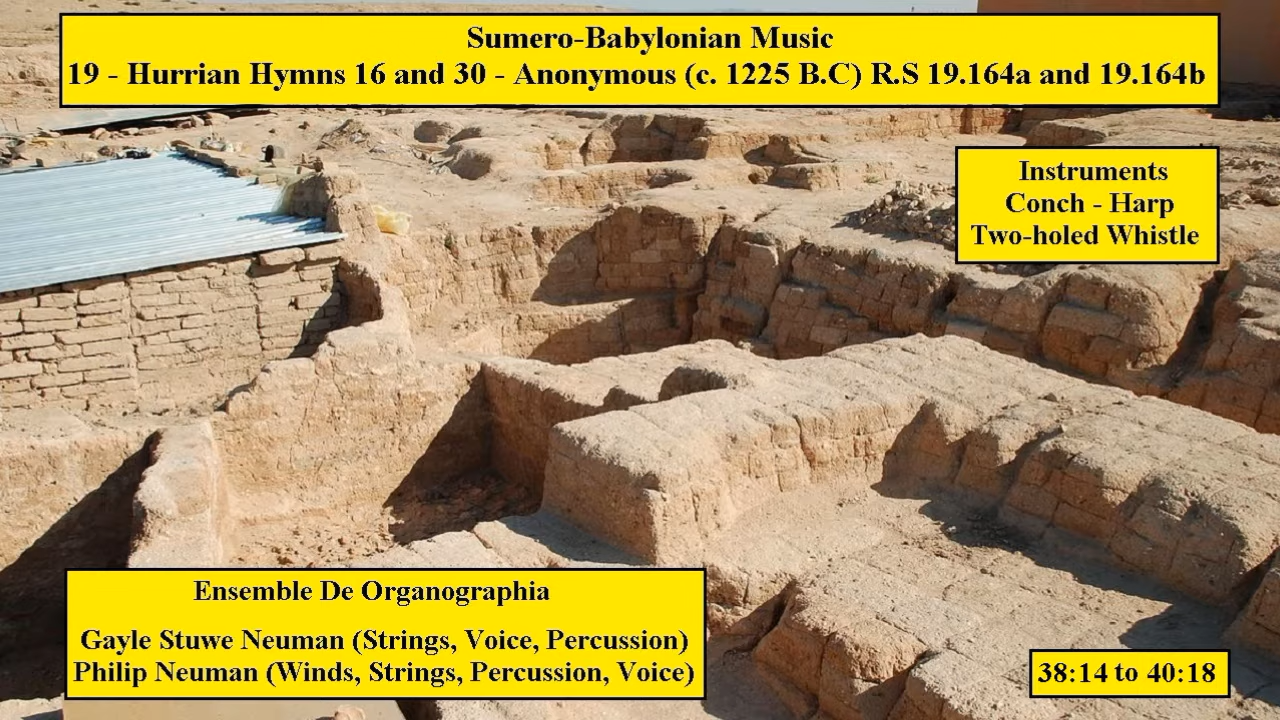 Sumero-Babylonian Music
19 - Hurrian Hymns 16 and 30 - Anonymous (c. 1225 B.C) R.S 19.164a and 19.164b
Instruments
Conch - Harp
Two-holed Whistle
Ensemble De Organographia
Gayle Stuwe Neuman (Strings, Voice, Percussion)
Philip Neuman (Winds, Strings, Percussion, Voice)
38:14 to 40:18